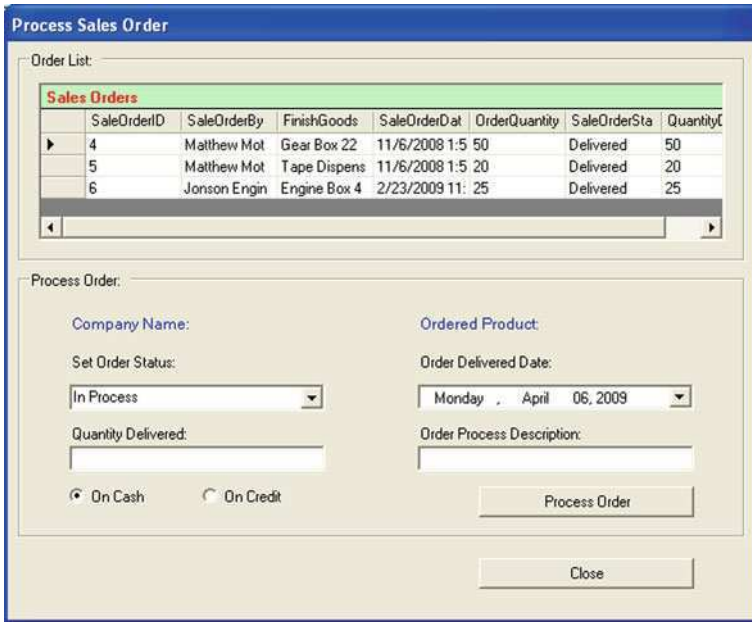 Process Sales Order
Order List:
Sales Orders
SaleOrderID SaleOrderBy FinishGoods SaleOrderDat OrderQuantity SaleOrderSta QuantityD
4 Matthew Mot Gear Box 22 11/6/2008 1:5 50 Delivered 50
5 Matthew Mot Tape Dispens 11/6/2008 1:5 20 Delivered 20
6 Jonson Engin Engine Box 4 2/23/2009 11: 25 Delivered 25
Process Order:
Company Name: Ordered Product:
Set Order Status: Order Delivered Date:
In Process Monday , April 06, 2009
Quantity Delivered: Order Process Description:
On Cash On Credit Process Order
Close